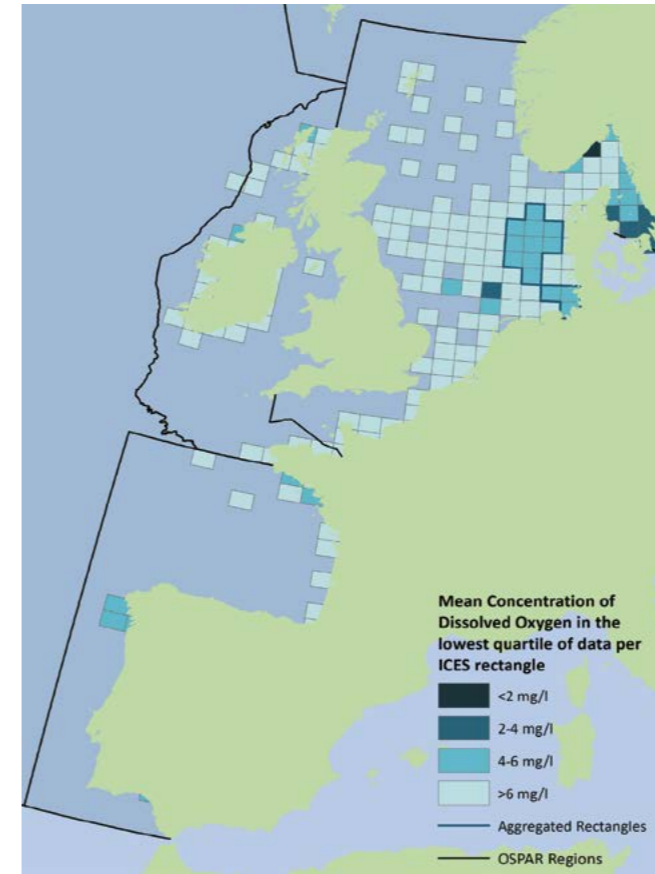 Mean Concentration of
Dissolved Oxygen in the
lowest quartile of data per
ICES rectangle
<2 mg/l
2-4 mg/l
4-6 mg/l
>6 mg/l
Aggregated Rectangles
OSPAR Regions